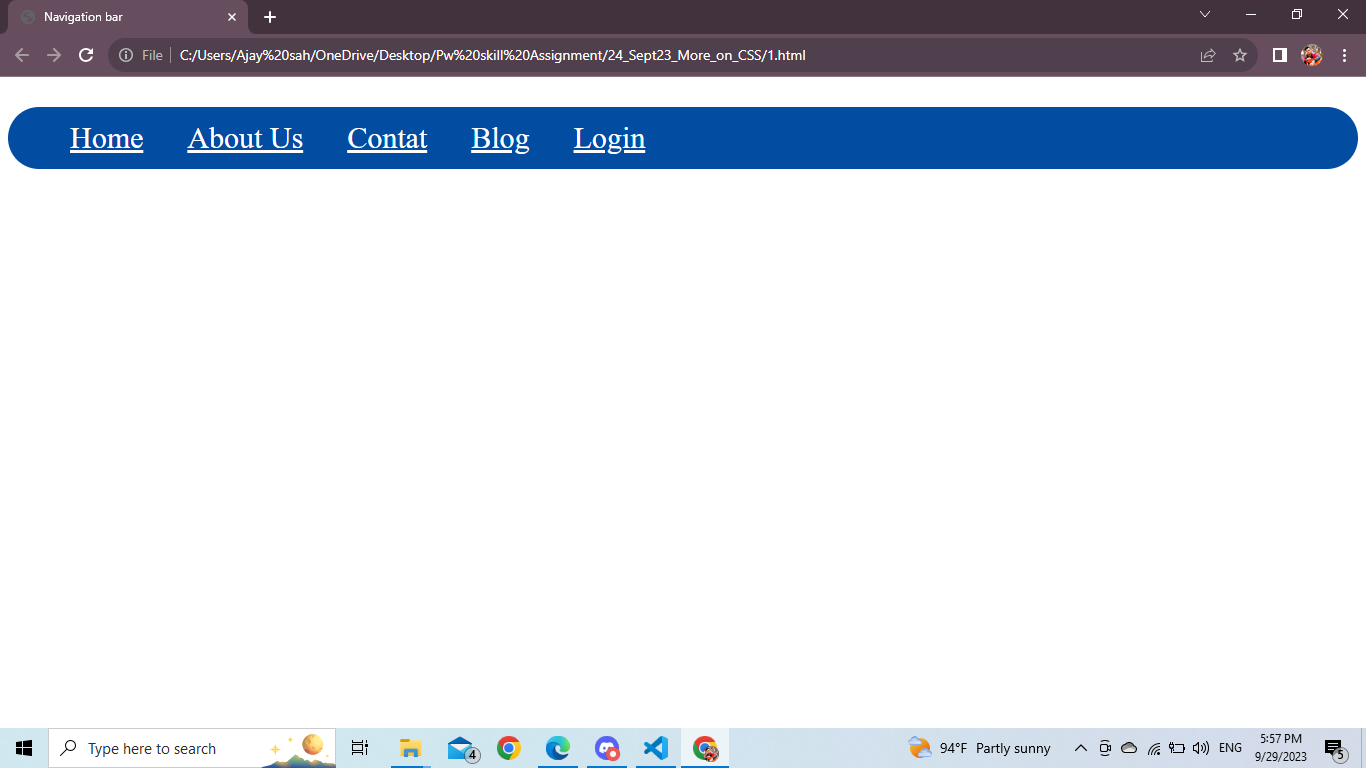 Navigation bar
File C:/Users/Ajay%20sah/OneDrive/Desktop/Pw%20skill%20Assignment/24_Sept23_More_on_CSS/1.html
Home About Us Contat Blog Login
Type here to search 4 94°F Partly sunny ENG 5:57 PM
9/29/2023 5